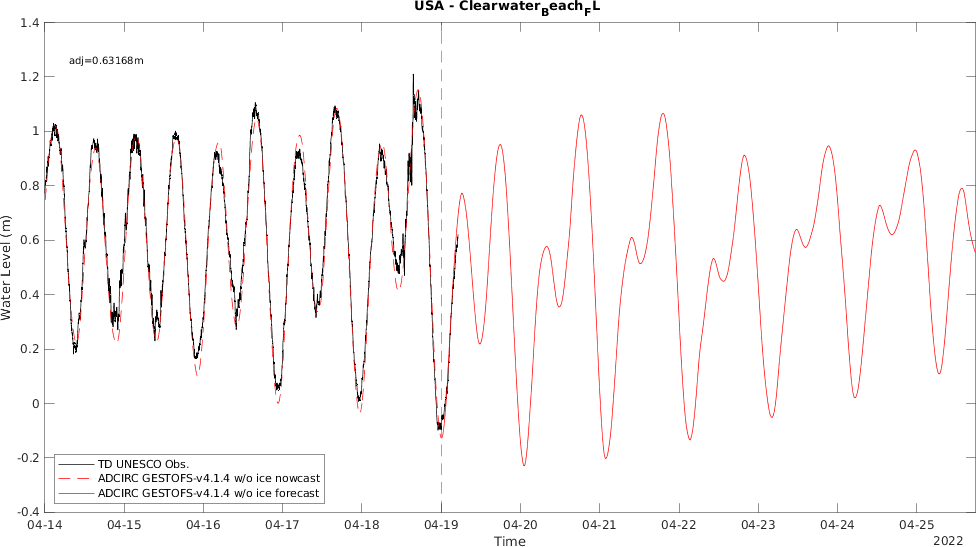 USA - Clearwater_Beach_FL
adj=0.63168m
Water Level (m)
1.4
1.2
1
0.8
0.6
0.4
0.2
0
-0.2
-0.4
TD UNESCO Obs.
ADCIRC GESTOFS-v4.1.4 w/o ice nowcast
ADCIRC GESTOFS-v4.1.4 w/o ice forecast
04-14 04-15 04-16 04-17 04-18 04-19 04-20 04-21 04-22 04-23 04-24 04-25
Time
2022